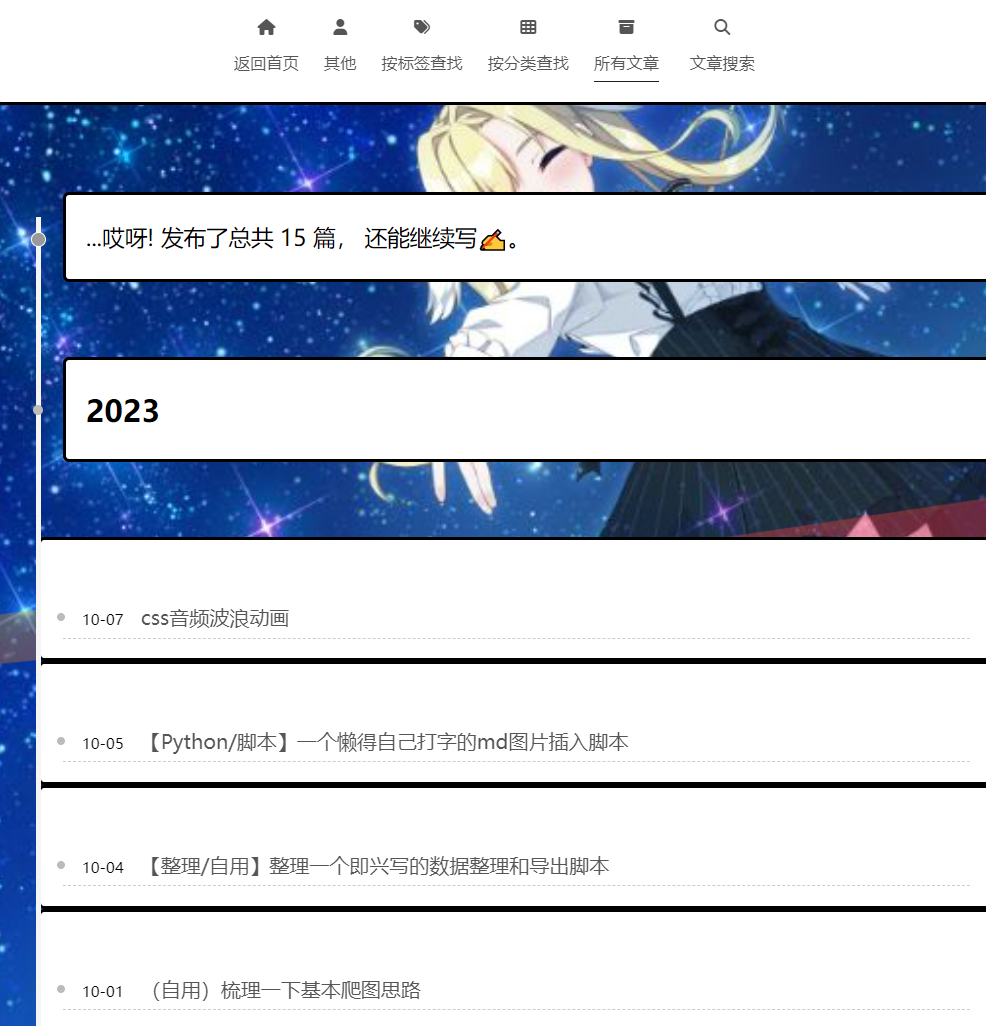 返回首页 其他 按标签查找 按分类查找 所有文章 文章搜索
...哎呀! 发布了总共 15 篇， 还能继续写✍。
2023
10-07 css音频波浪动画
10-05 【Python/脚本】一个懒得自己打字的md图片插入脚本
10-04 【整理/自用】整理一个即兴写的数据整理和导出脚本
10-01 （自用）梳理一下基本爬图思路